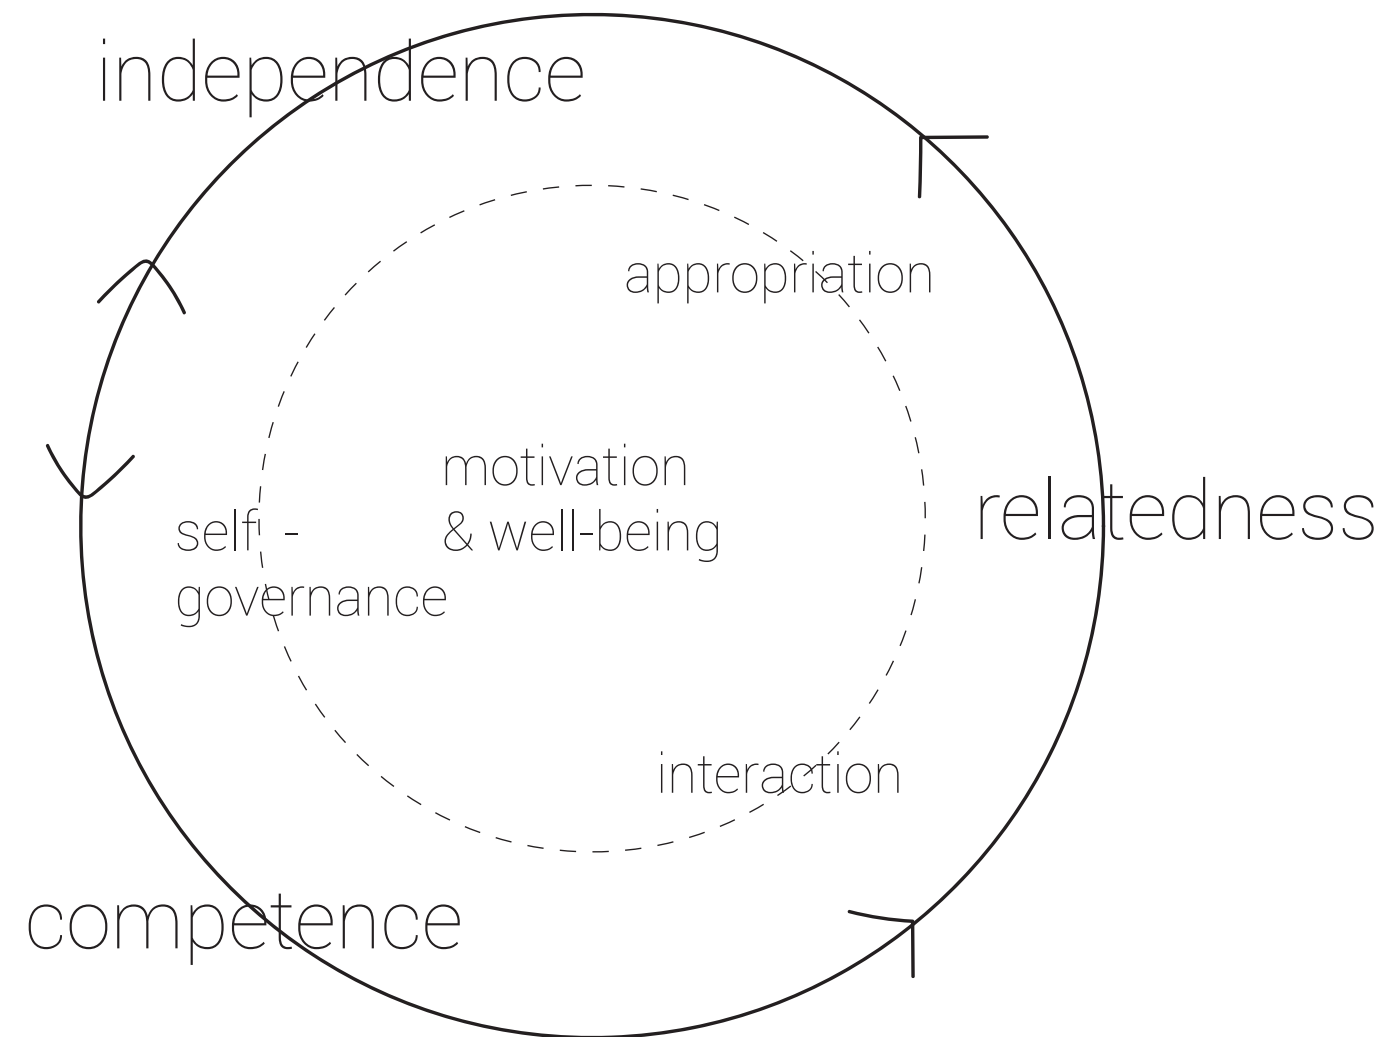 independence
appropriation
motivation
& well-being
relatedness
self -
governance
interaction
competence